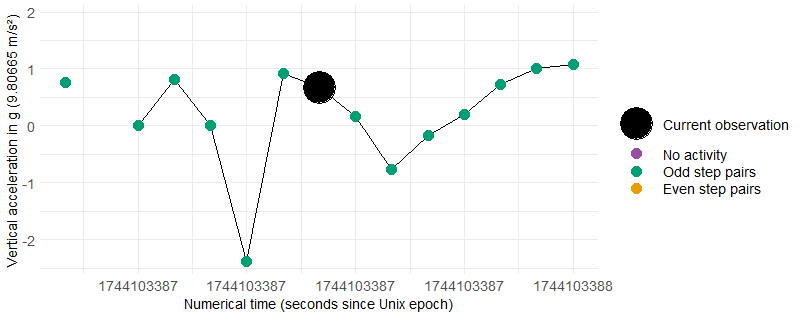 Vertical acceleration in g (9.80665 m/s²)
2
1
0
-1
-2
1744103387 1744103387 1744103387 1744103387 1744103388
Numerical time (seconds since Unix epoch)
Current observation
No activity
Odd step pairs
Even step pairs